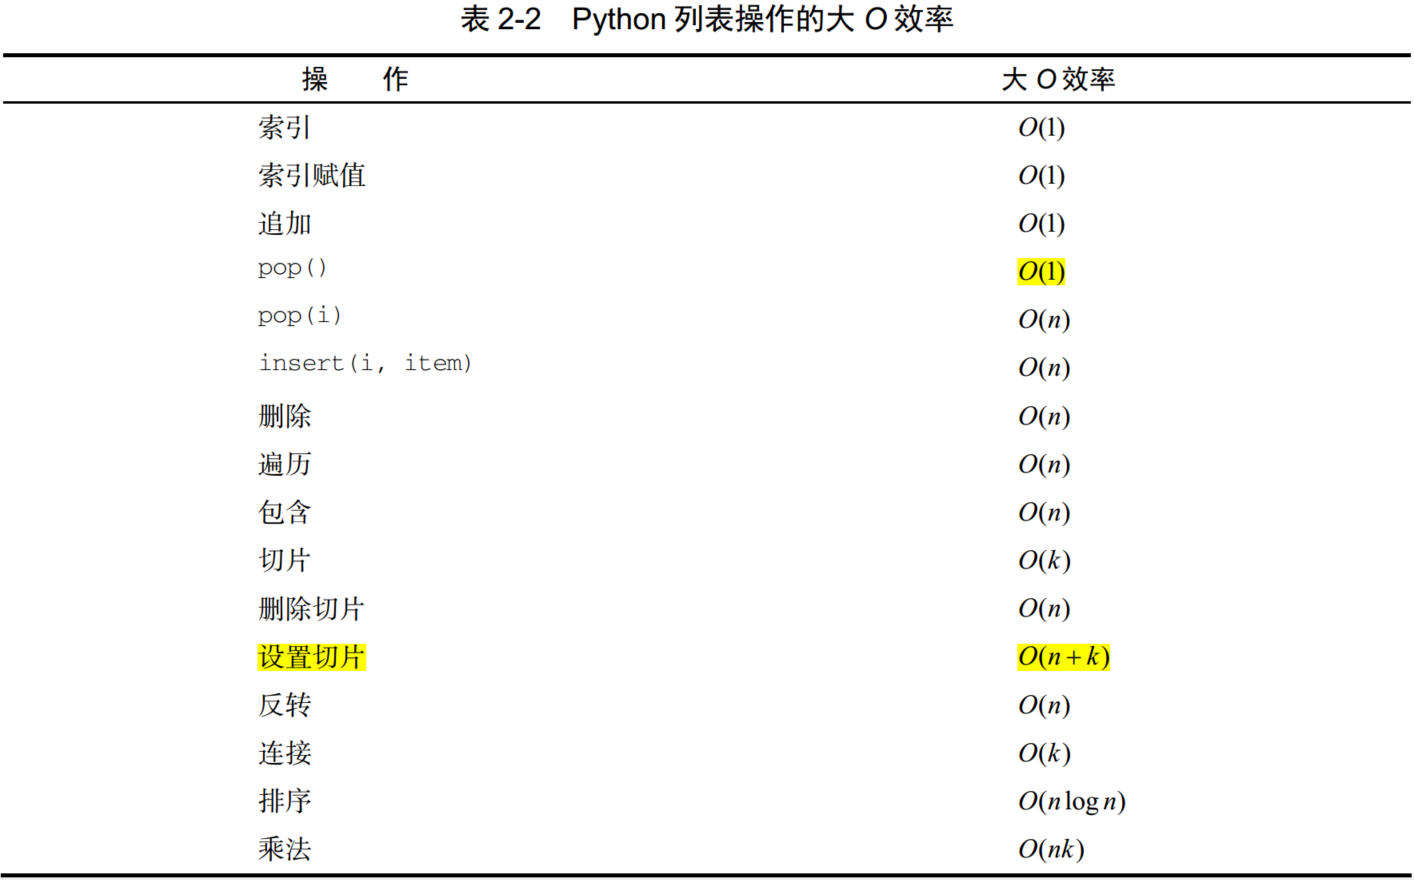 表 2-2 Python 列表操作的大 O 效率
操 作 大 O 效率
索引 O(1)
索引赋值 O(1)
追加 O(1)
pop() O(1)
pop(i) O(n)
insert(i, item) O(n)
删除 O(n)
遍历 O(n)
包含 O(n)
切片 O(k)
删除切片 O(n)
设置切片 O(n + k)
反转 O(n)
连接 O(k)
排序 O(n log n)
乘法 O(nk)